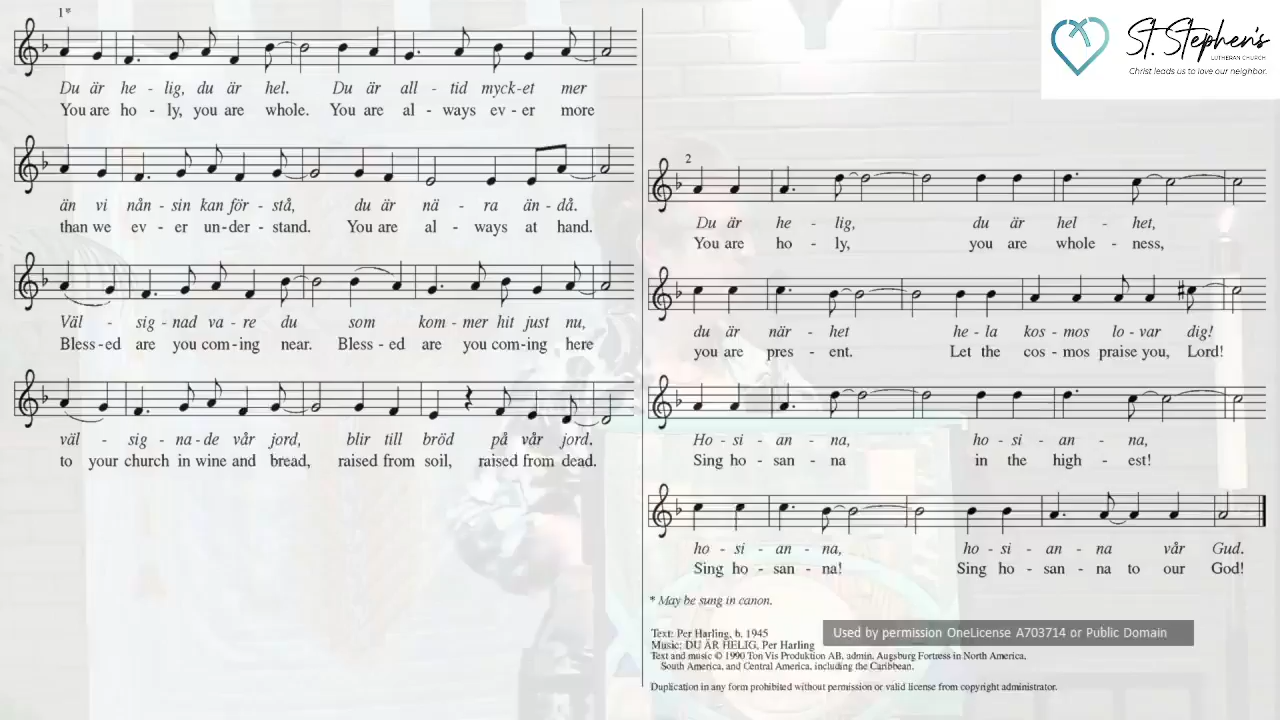 1*
Du är he - lig, du är hel. Du är all - tid myck-et mer
You are ho - ly, you are whole. You are al - ways ev - er more
än vi nån - sin kan för - stå, du är nä - ra än - då.
than we ev - er un-der - stand. You are al - ways at hand.
Väl - sig - nad va - re du som kom - mer hit just nu,
Bless - ed are you com - ing near. Bless - ed are you com-ing here
väl - sig - na - de vår jord, blir till bröd på vår jord.
to your church in wine and bread, raised from soil, raised from dead.
St. Stephen's
LUTHERAN CHURCH
Christ leads us to love our neighbor.
2
Du är he - lig, du är hel - het,
You are ho - ly, you are whole - ness,
du är när - het he - la kos - mos lo - var dig!
you are pres - ent. Let the cos - mos praise you, Lord!
Ho - si - an - na, ho - si - an - na,
Sing ho - san - na in the high - est!
ho - si - an - na, ho - si - an - na vår Gud.
Sing ho - san - na! Sing ho - san - na to our God!
* May be sung in canon.
Text: Per Harling, b. 1945
Music: DU ÄR HELIG, Per Harling
Used by permission OneLicense A703714 or Public Domain
Text and music © 1990 Ton Vis Produktion AB, admin. Augsburg Fortress in North America,
South America, and Central America, including the Caribbean.
Duplication in any form prohibited without permission or valid license from copyright administrator.